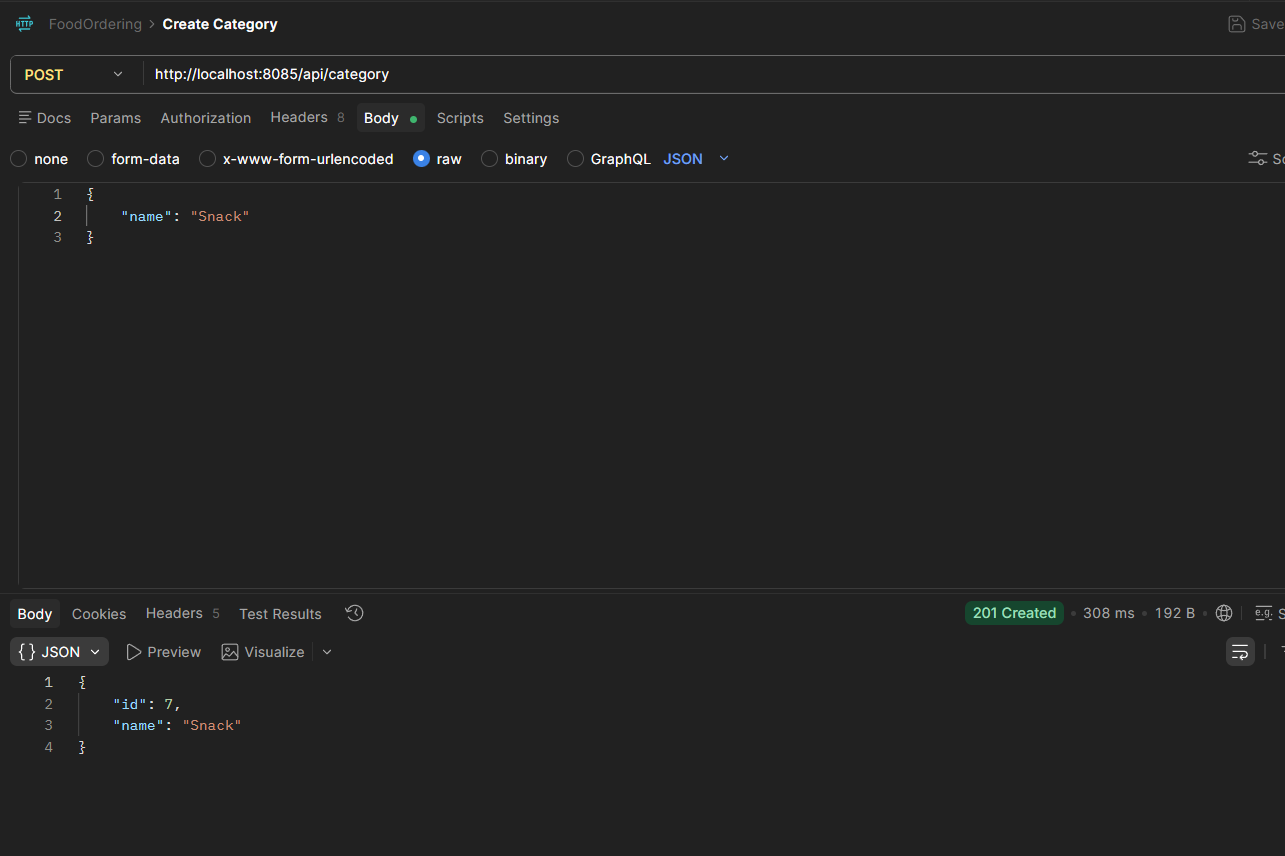 HTTP FoodOrdering > Create Category Save
POST http://localhost:8085/api/category
Docs Params Authorization Headers 8 Body Scripts Settings
none form-data x-www-form-urlencoded raw binary GraphQL JSON
1 {
2 "name": "Snack"
3 }
Body Cookies Headers 5 Test Results 201 Created • 308 ms • 192 B • e.g.
{} JSON Preview Visualize
1 {
2 "id": 7,
3 "name": "Snack"
4 }